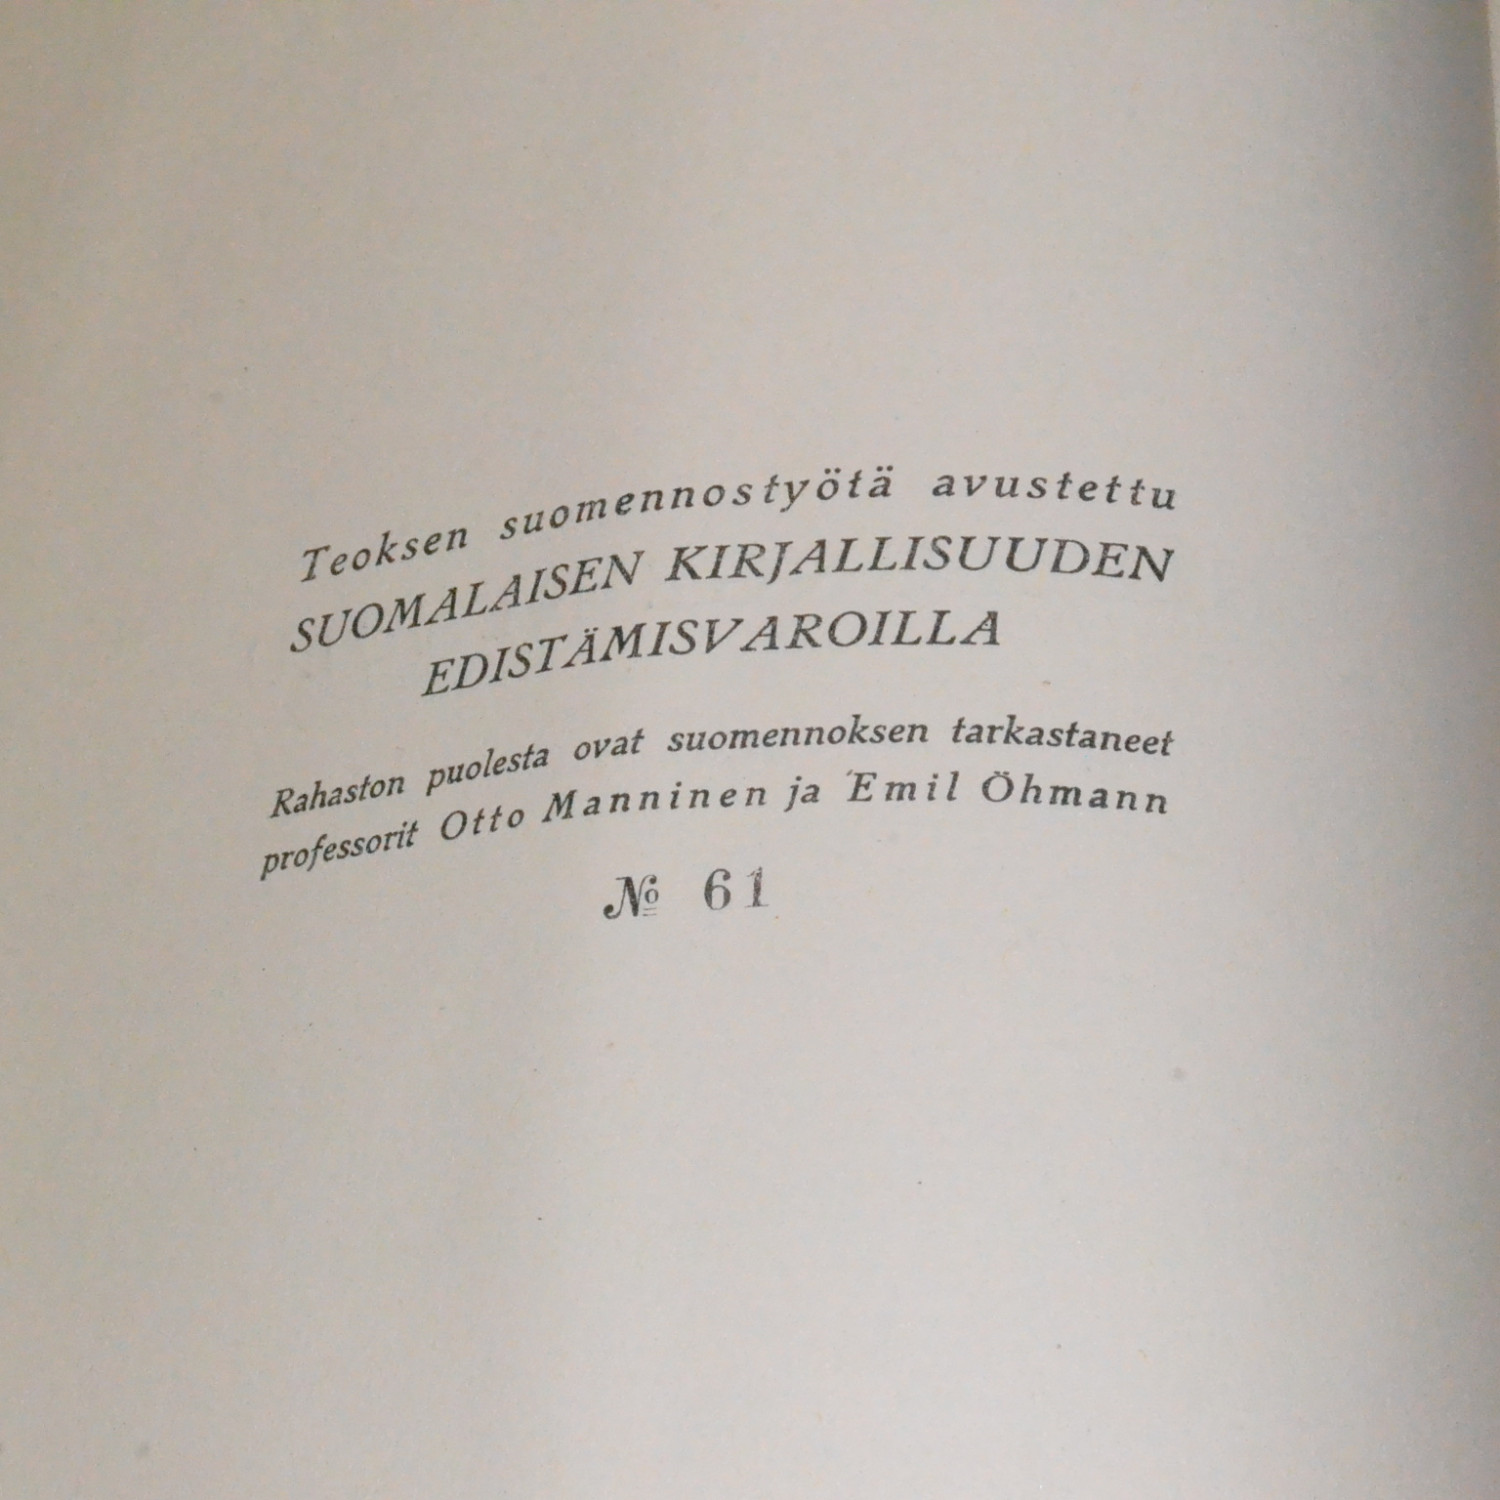 Teoksen suomennostyötä avustettu
SUOMALAISEN KIRJALLISUUDEN
EDISTÄMISVAROILLA
Rahaston puolesta ovat suomennoksen tarkastaneet
professorit Otto Manninen ja Emil Öhmann
№ 61